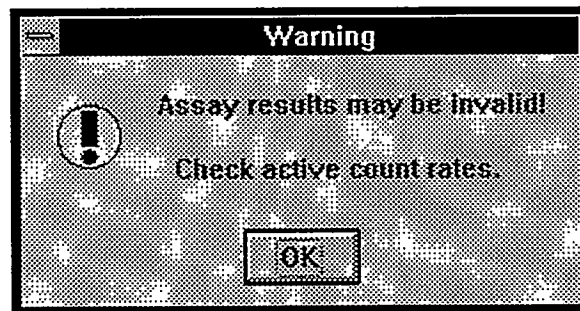 Warning
Assay results may be invalid!
Check active count rates.
OK